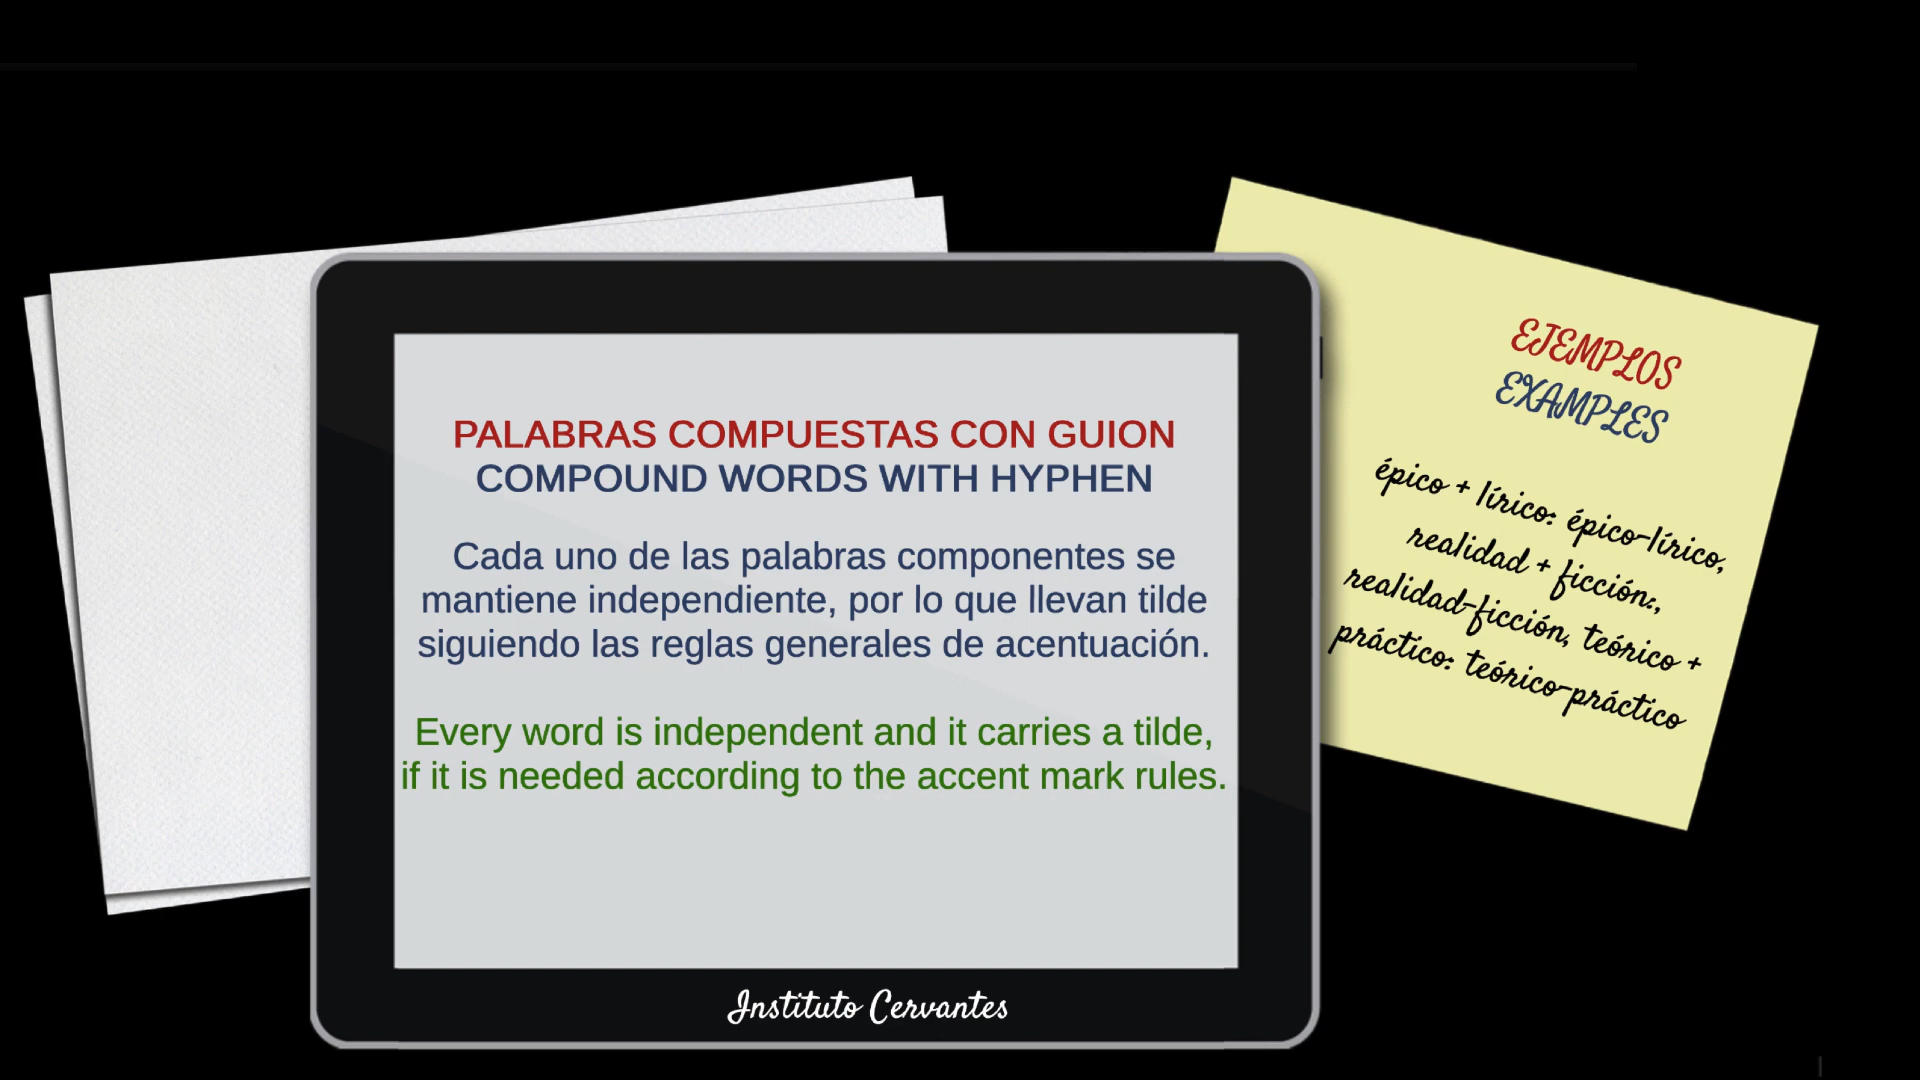 PALABRAS COMPUESTAS CON GUION
COMPOUND WORDS WITH HYPHEN
Cada uno de las palabras componentes se
mantiene independiente, por lo que llevan tilde
siguiendo las reglas generales de acentuación.
Every word is independent and it carries a tilde,
if it is needed according to the accent mark rules.
Instituto Cervantes
EJEMPLOS
EXAMPLES
épico + lírico: épico-lírico,
realidad + ficción:,
realidad-ficción, teórico +
práctico: teórico-práctico